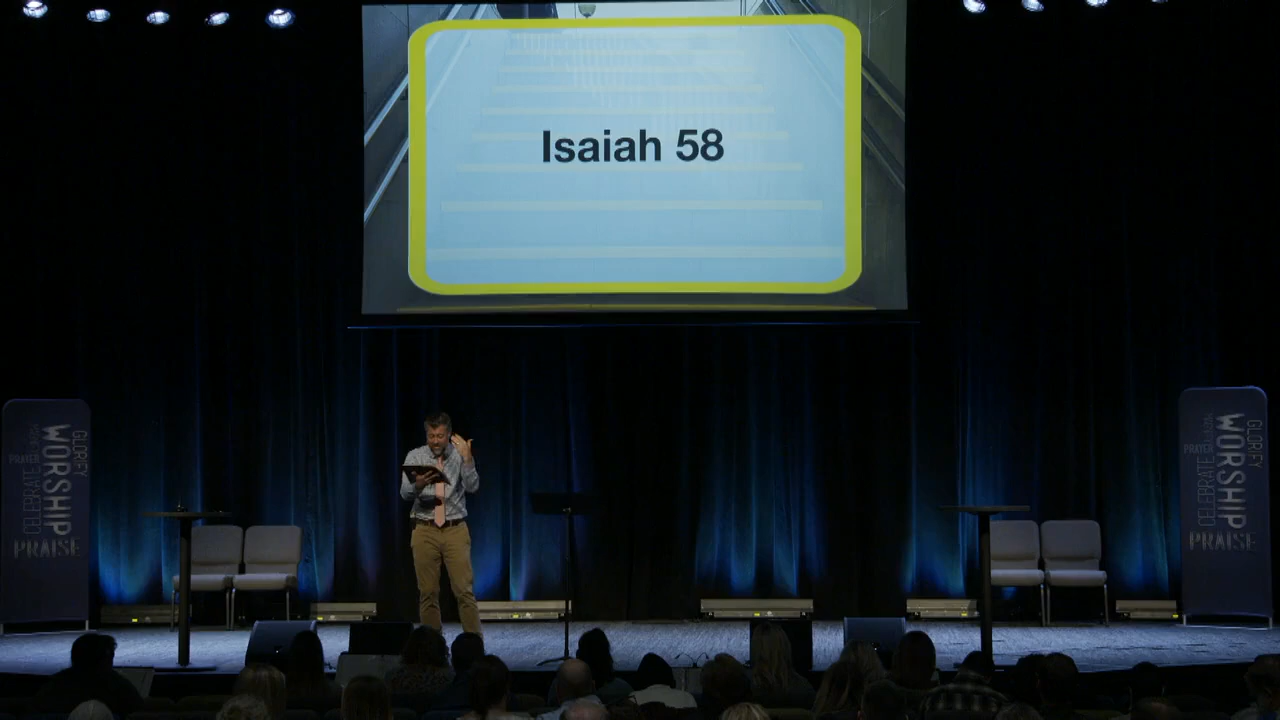 Isaiah 58
GLORIFY
WORSHIP
CELEBRATE
PRAYER
PRAISE
GLORIFY
WORSHIP
CELEBRATE
PRAYER
PRAISE